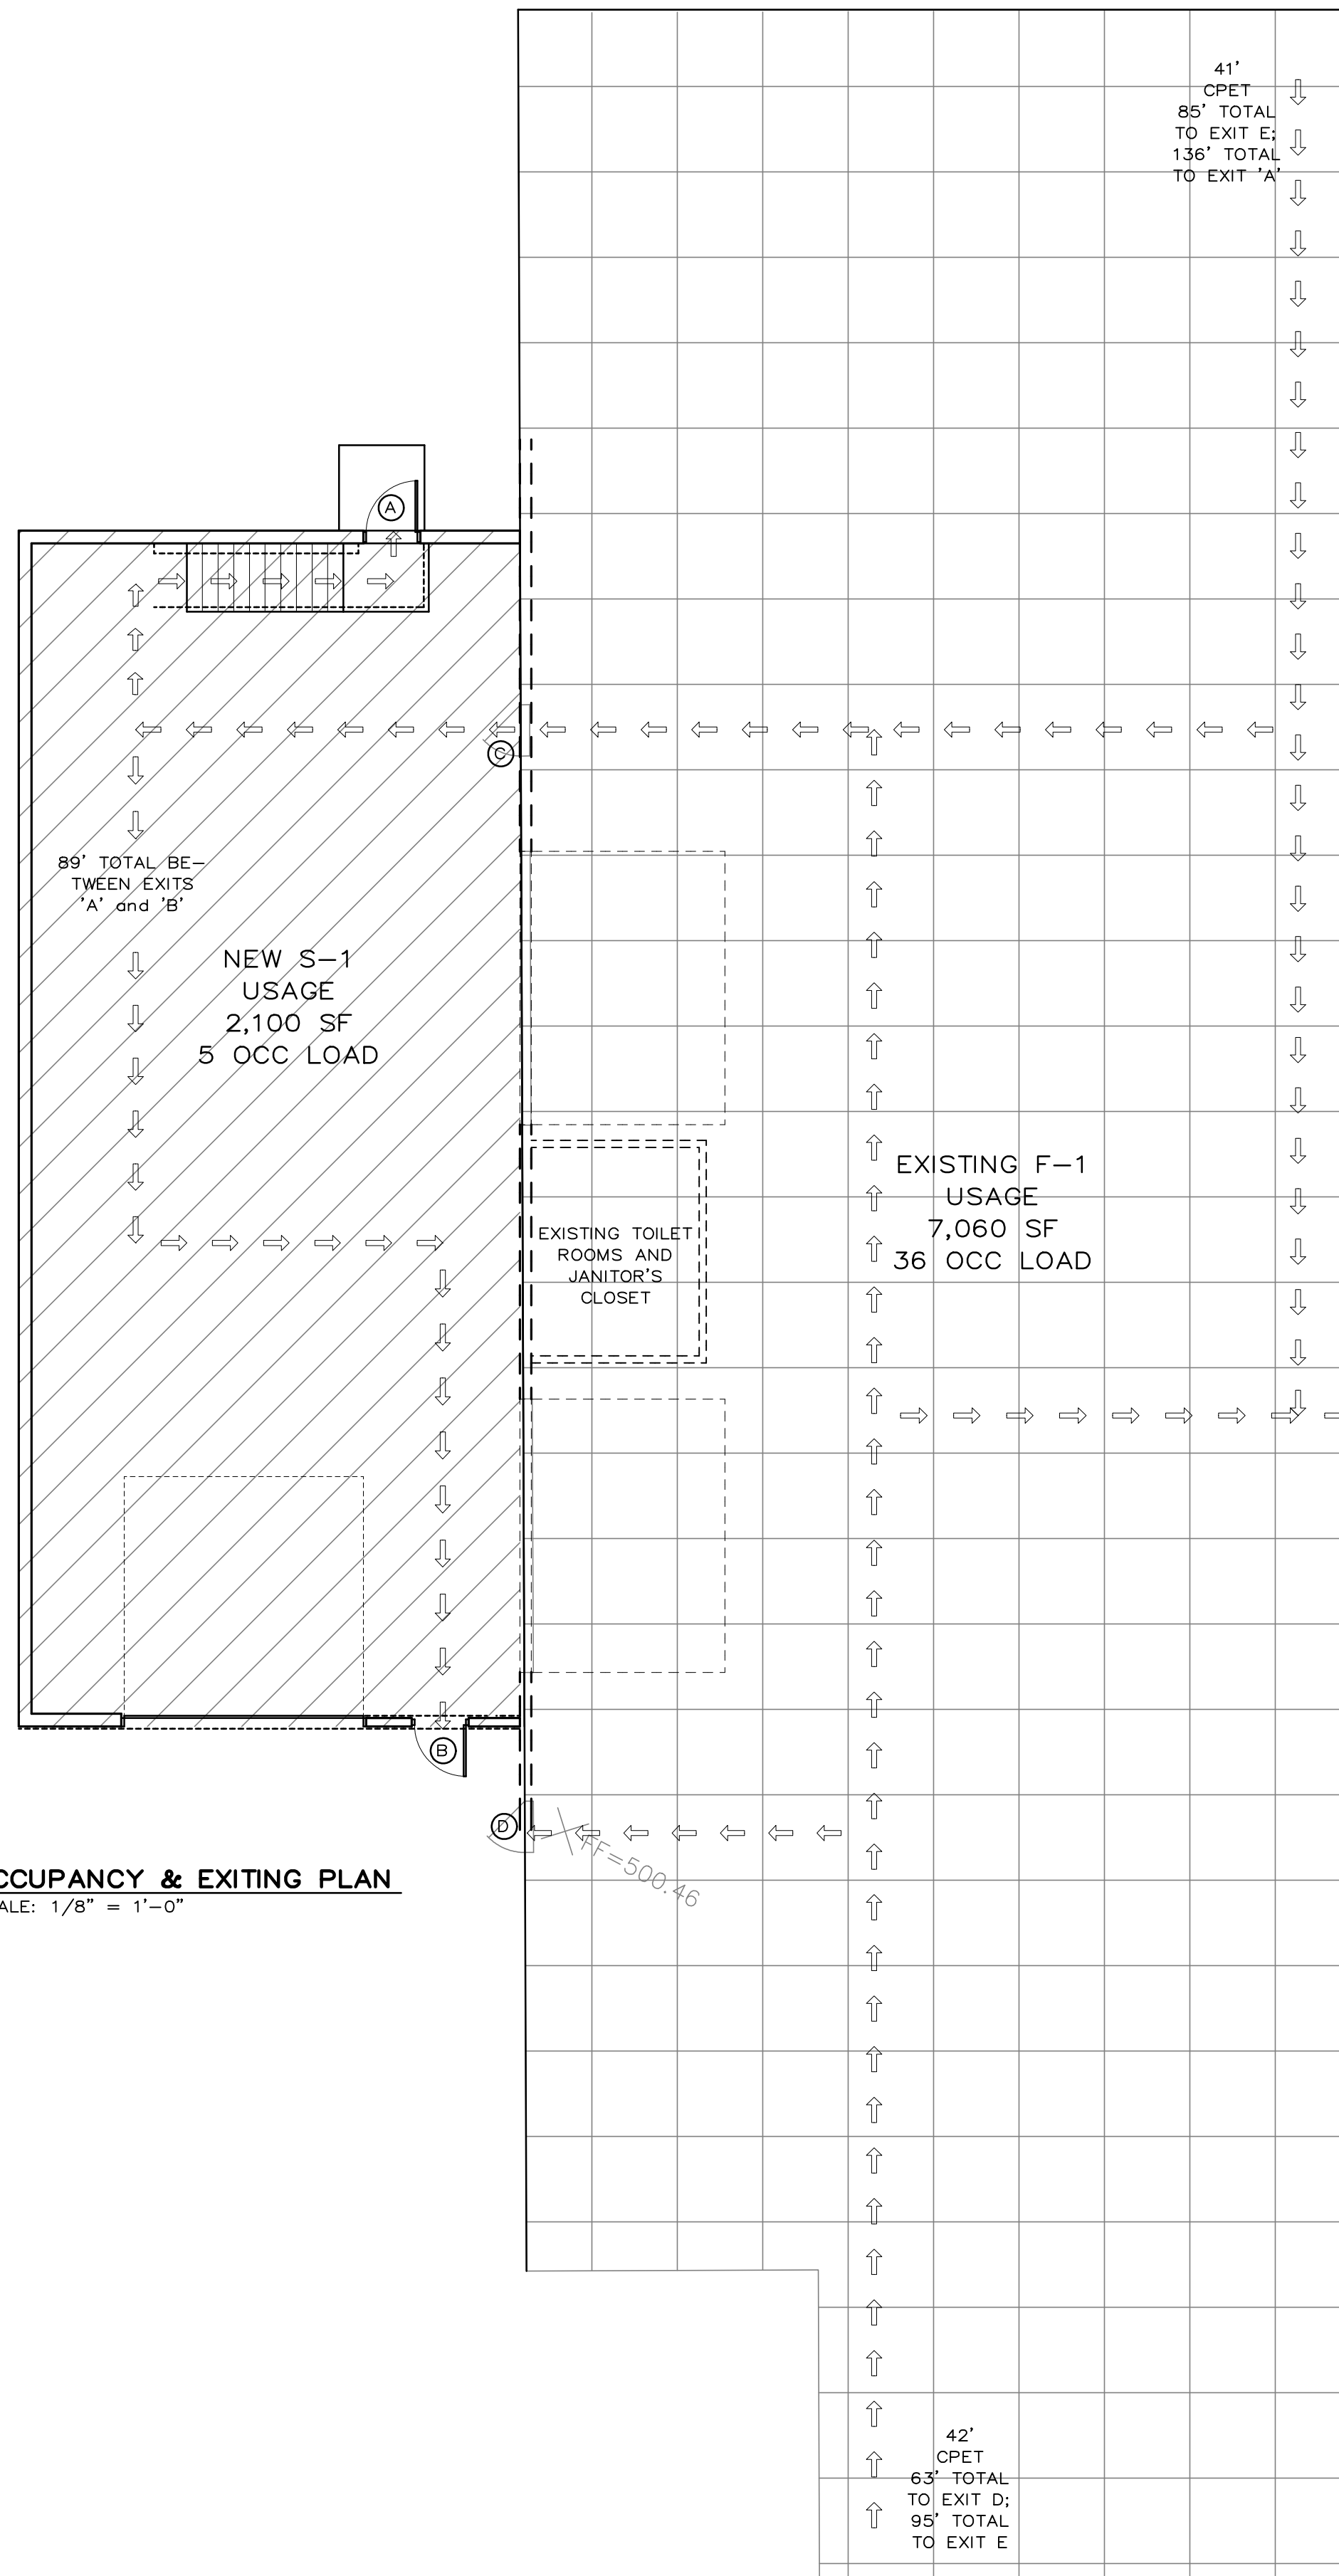 41'
CPET
85' TOTAL
TO EXIT E;
136' TOTAL
TO EXIT 'A'
A
C
89' TOTAL BE–
TWEEN EXITS
'A' and 'B'
NEW S–1
USAGE
2,100 SF
5 OCC LOAD
EXISTING F–1
USAGE
7,060 SF
36 OCC LOAD
EXISTING TOILET
ROOMS AND
JANITOR'S
CLOSET
B
D
FF=500.46
CCUPANCY & EXITING PLAN
ALE: 1/8" = 1'–0"
42'
CPET
63' TOTAL
TO EXIT D;
95' TOTAL
TO EXIT E